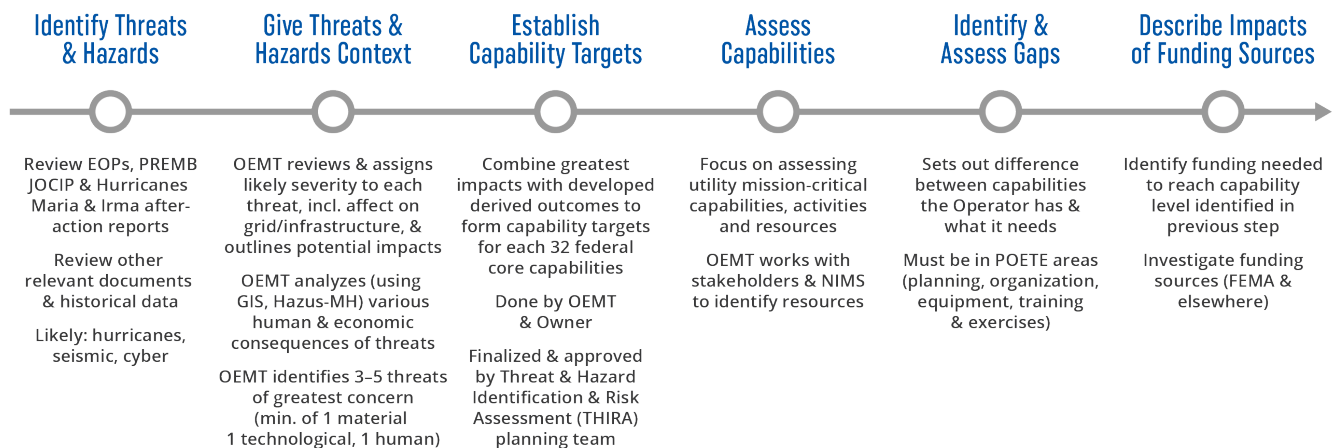 Identify Threats
& Hazards
Review EOPs, PREMB
JOCIP & Hurricanes
Maria & Irma after-
action reports
Review other
relevant documents
& historical data
Likely: hurricanes,
seismic, cyber
Give Threats &
Hazards Context
OEMT reviews & assigns
likely severity to each
threat, incl. affect on
grid/infrastructure, &
outlines potential impacts
OEMT analyzes (using
GIS, Hazus-MH) various
human & economic
consequences of threats
OEMT identifies 3–5 threats
of greatest concern
(min. of 1 material
1 technological, 1 human)
Establish
Capability Targets
Combine greatest
impacts with developed
derived outcomes to
form capability targets
for each 32 federal
core capabilities
Done by OEMT
& Owner
Finalized & approved
by Threat & Hazard
Identification & Risk
Assessment (THIRA)
planning team
Assess
Capabilities
Focus on assessing
utility mission-critical
capabilities, activities
and resources
OEMT works with
stakeholders & NIMS
to identify resources
Identify &
Assess Gaps
Sets out difference
between capabilities
the Operator has &
what it needs
Must be in POETE areas
(planning, organization,
equipment, training
& exercises)
Describe Impacts
of Funding Sources
Identify funding needed
to reach capability
level identified in
previous step
Investigate funding
sources (FEMA &
elsewhere)